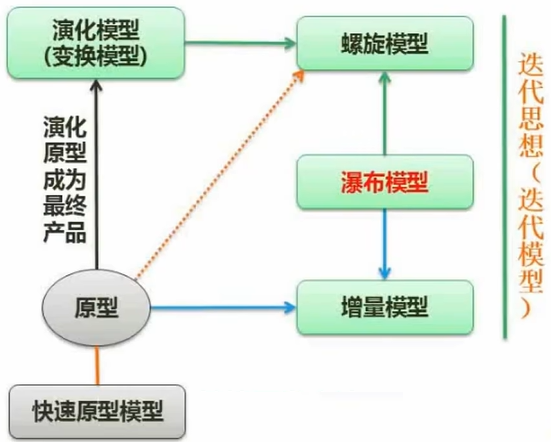 演化模型
(变换模型)
螺旋模型
演化
原型
成为
最终
产品
瀑布模型
原型
增量模型
快速原型模型
迭代思想(迭代模型)